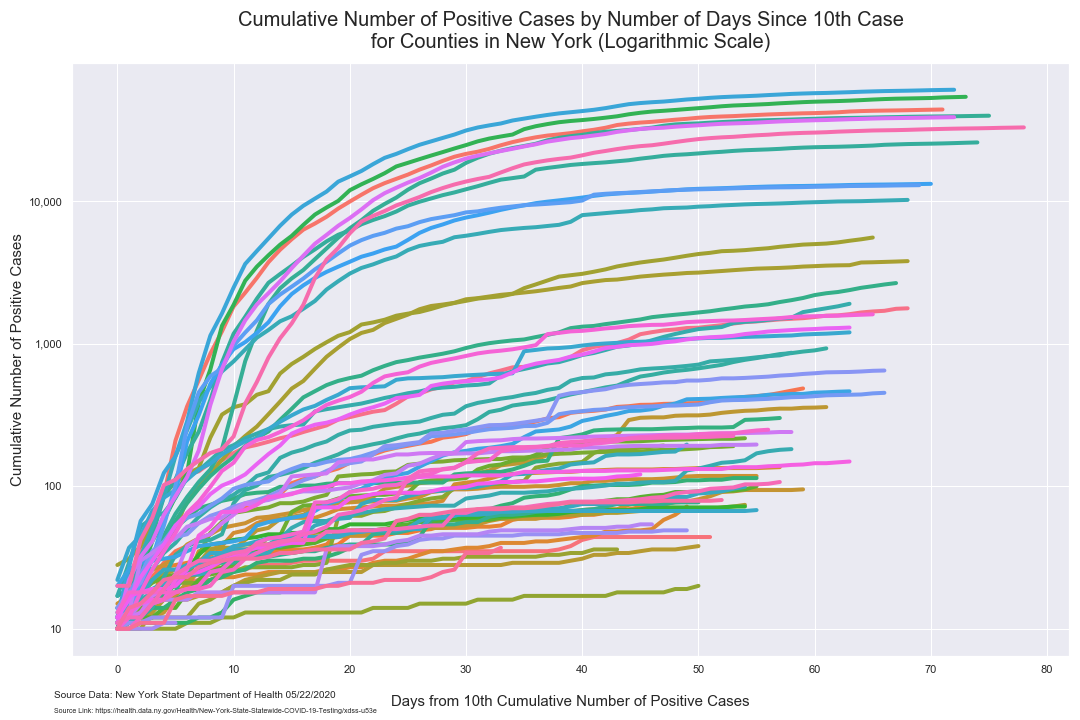 Cumulative Number of Positive Cases by Number of Days Since 10th Case
for Counties in New York (Logarithmic Scale)
Cumulative Number of Positive Cases
10,000
1,000
100
10
0 10 20 30 40 50 60 70 80
Days from 10th Cumulative Number of Positive Cases
Source Data: New York State Department of Health 05/22/2020
Source Link: https://health.data.ny.gov/Health/New-York-State-Statewide-COVID-19-Testing/xdss-u53e